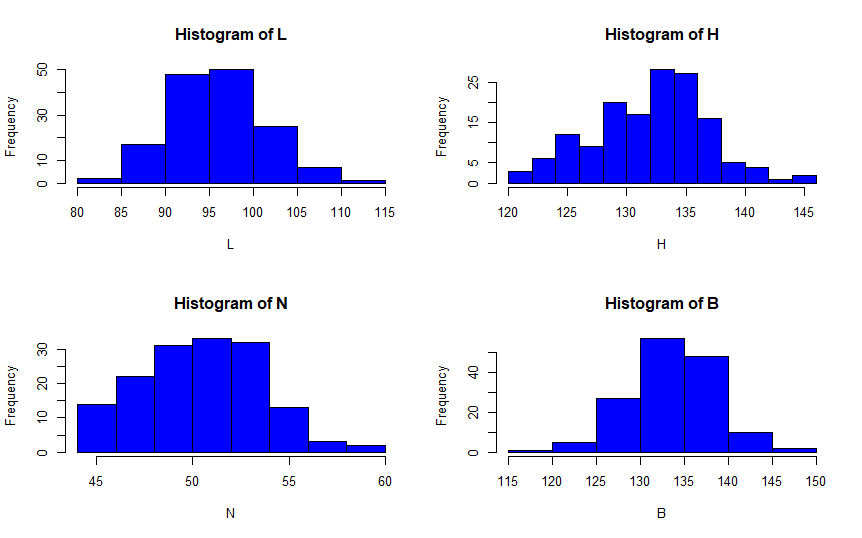 Histogram of L
Frequency
0 10 30 50
80 85 90 95 100 105 110 115
L
Histogram of H
Frequency
0 5 15 25
120 125 130 135 140 145
H
Histogram of N
Frequency
0 10 20 30
45 50 55 60
N
Histogram of B
Frequency
0 20 40
115 120 125 130 135 140 145 150
B